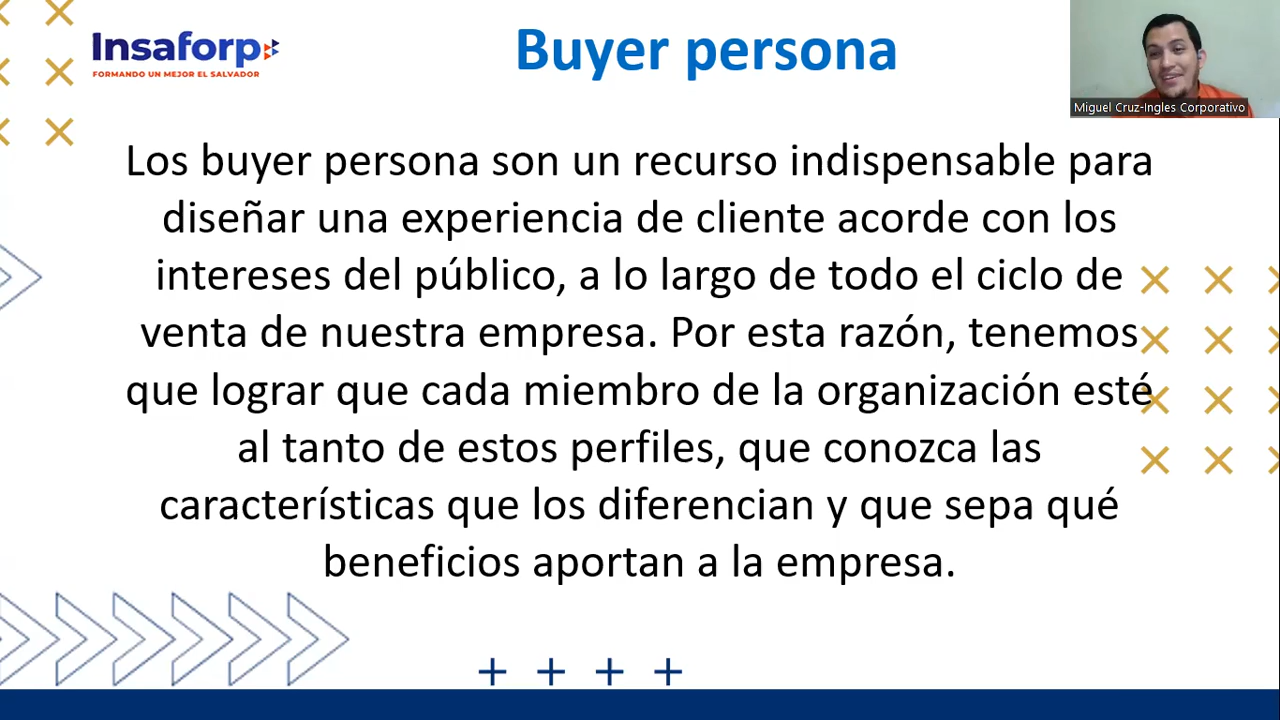 Insaforp
FORMANDO UN MEJOR EL SALVADOR
Buyer persona
Miguel Cruz-Ingles Corporativo
Los buyer persona son un recurso indispensable para
diseñar una experiencia de cliente acorde con los
intereses del público, a lo largo de todo el ciclo de
venta de nuestra empresa. Por esta razón, tenemos
que lograr que cada miembro de la organización esté
al tanto de estos perfiles, que conozca las
características que los diferencian y que sepa qué
beneficios aportan a la empresa.